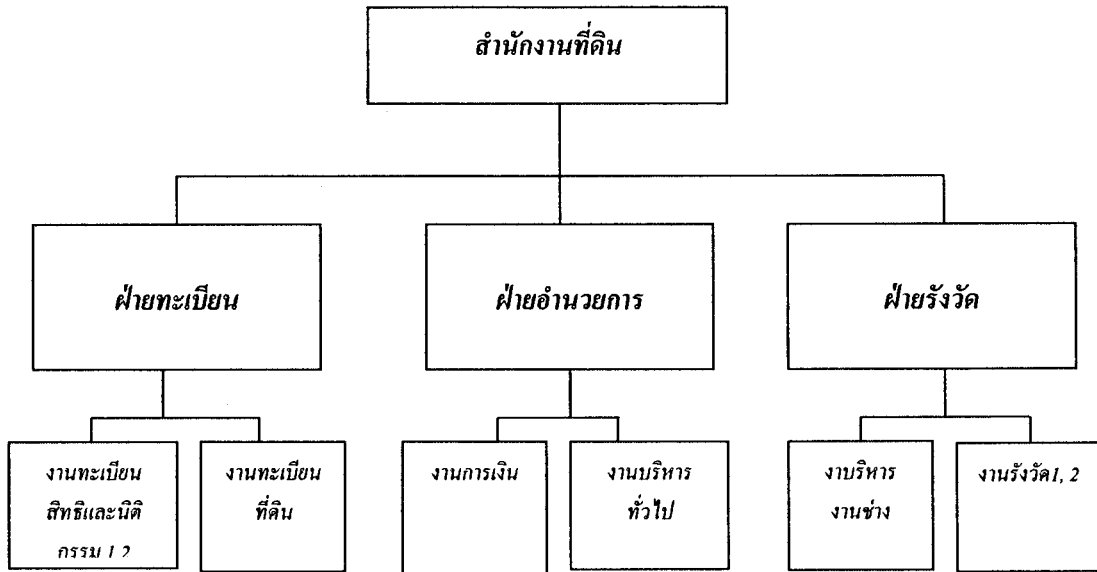 สำนักงานที่ดิน
ฝ่ายทะเบียน
ฝ่ายอำนวยการ
ฝ่ายรังวัด
งานทะเบียน
สิทธิและนิติ
กรรม 1 2
งานทะเบียน
ที่ดิน
งานการเงิน
งานบริหาร
ทั่วไป
งาบริหาร
งานช่าง
งานรังวัด1, 2